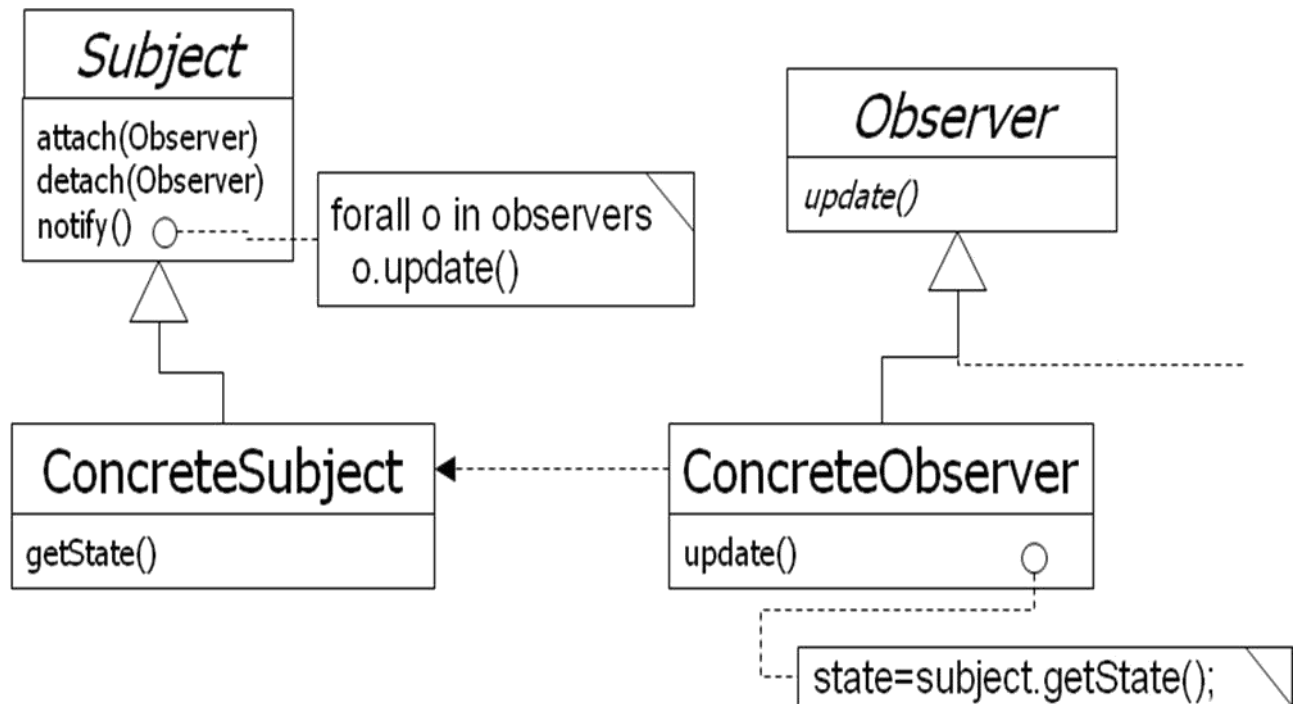 Subject
attach(Observer)
detach(Observer)
notify()
forall o in observers
o.update()
Observer
update()
ConcreteSubject
getState()
ConcreteObserver
update()
state=subject.getState();